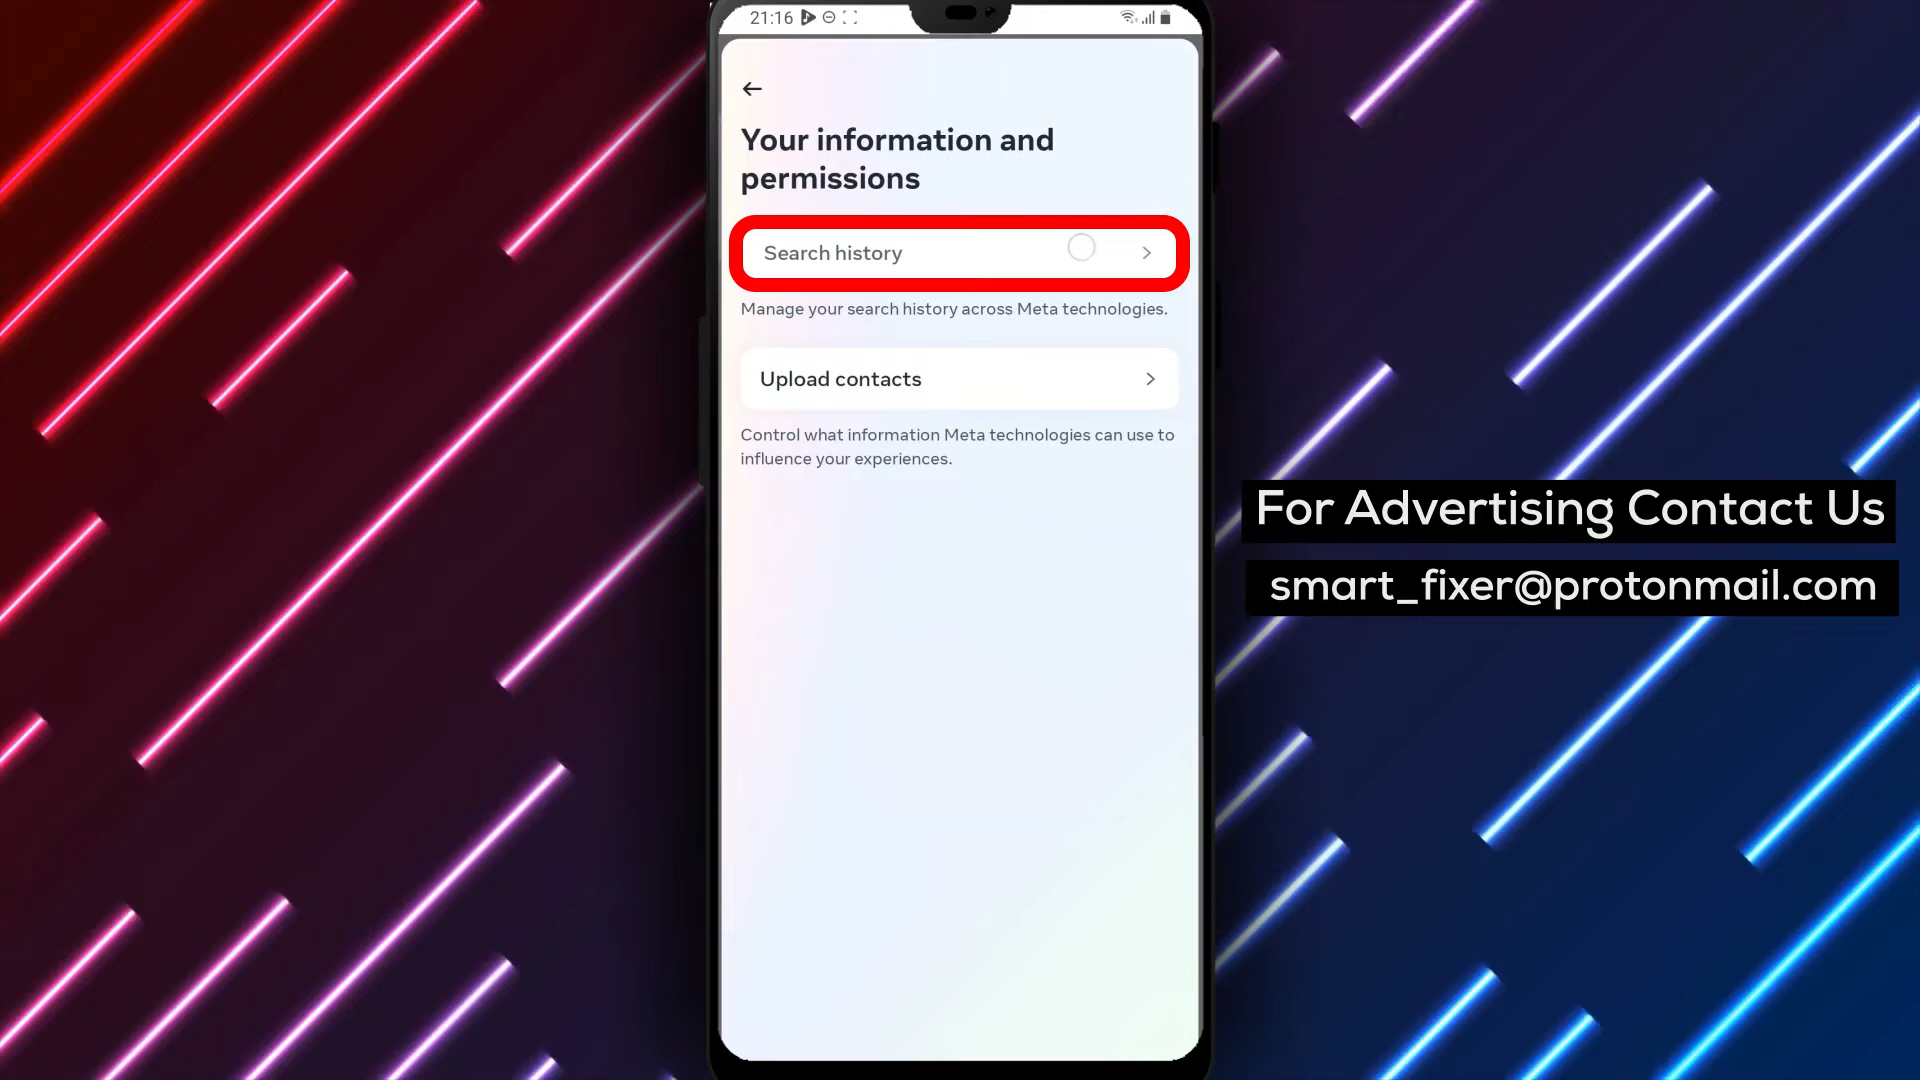 21:16
Your information and
permissions
Search history
Manage your search history across Meta technologies.
Upload contacts
Control what information Meta technologies can use to
influence your experiences.
For Advertising Contact Us
smart_fixer@protonmail.com